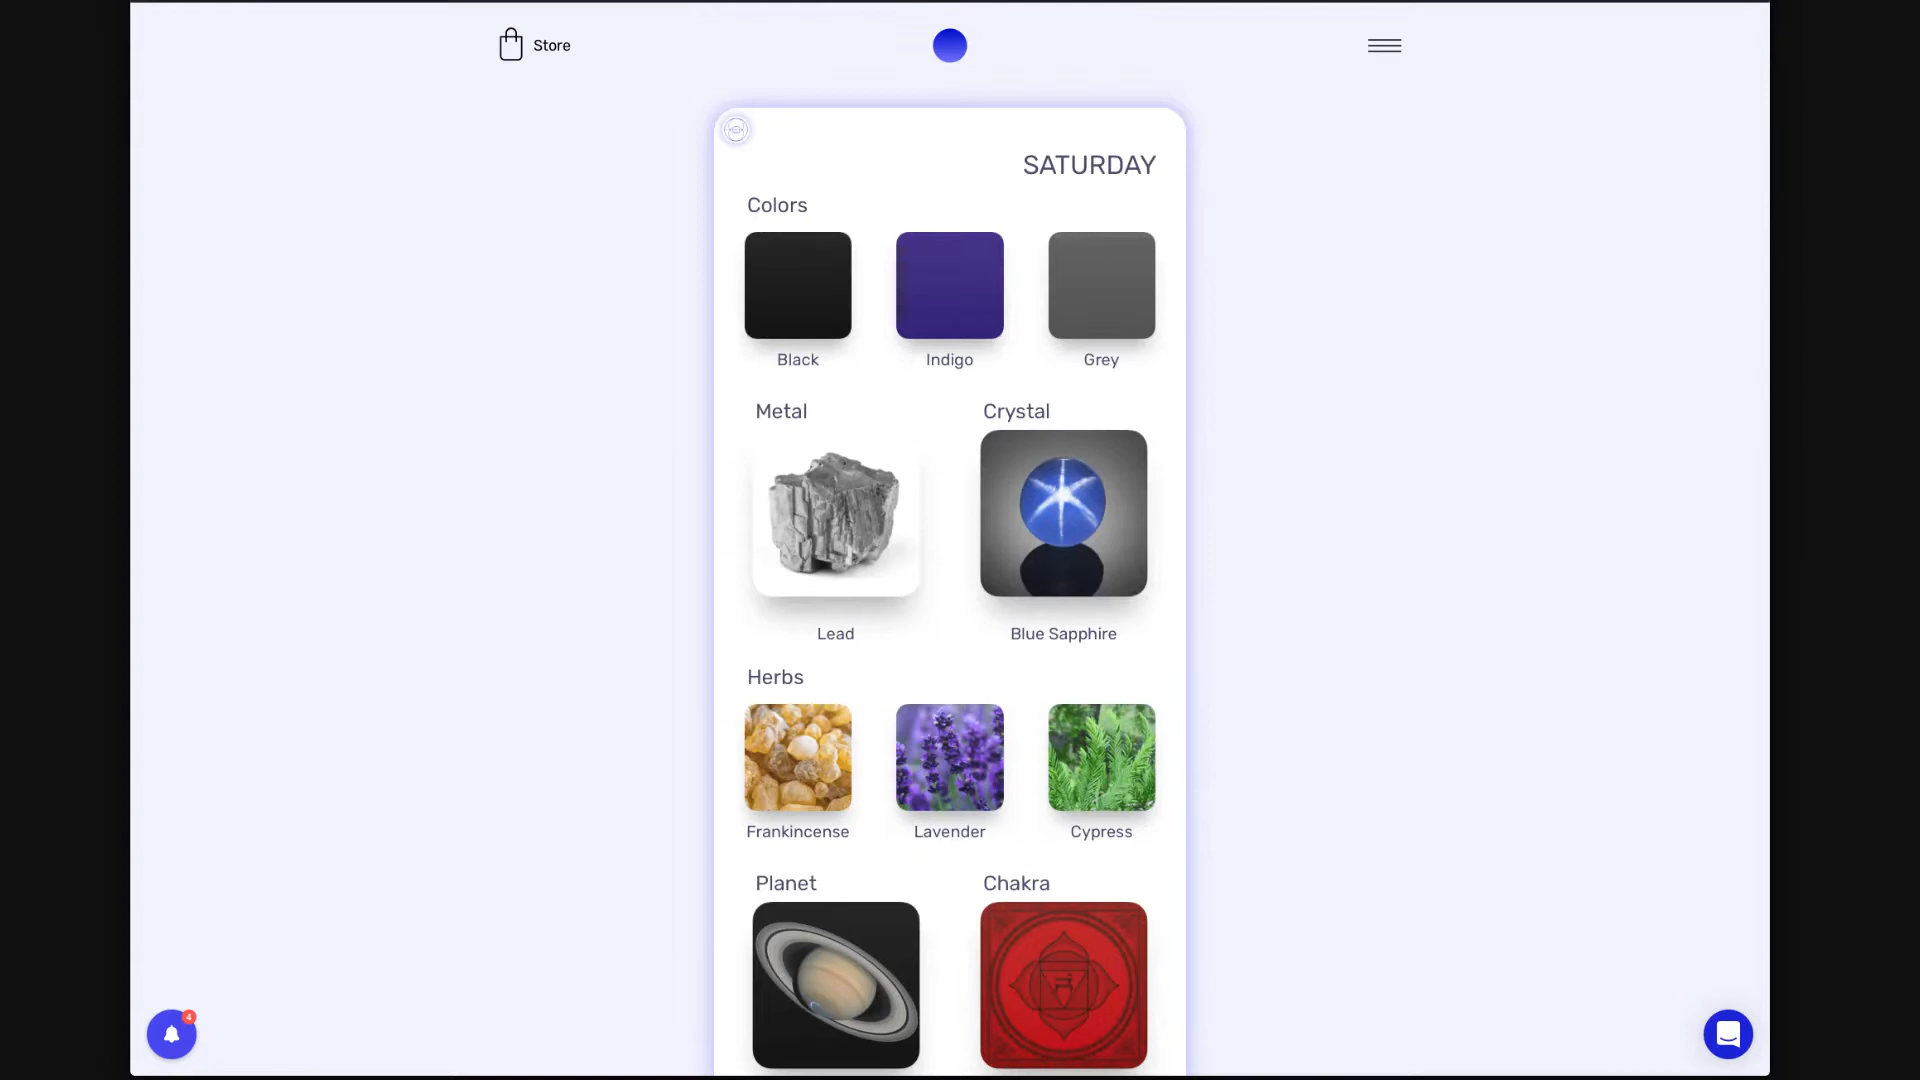 Store
SATURDAY
Colors
Black
Indigo
Grey
Metal
Crystal
Lead
Blue Sapphire
Herbs
Frankincense
Lavender
Cypress
Planet
Chakra
4